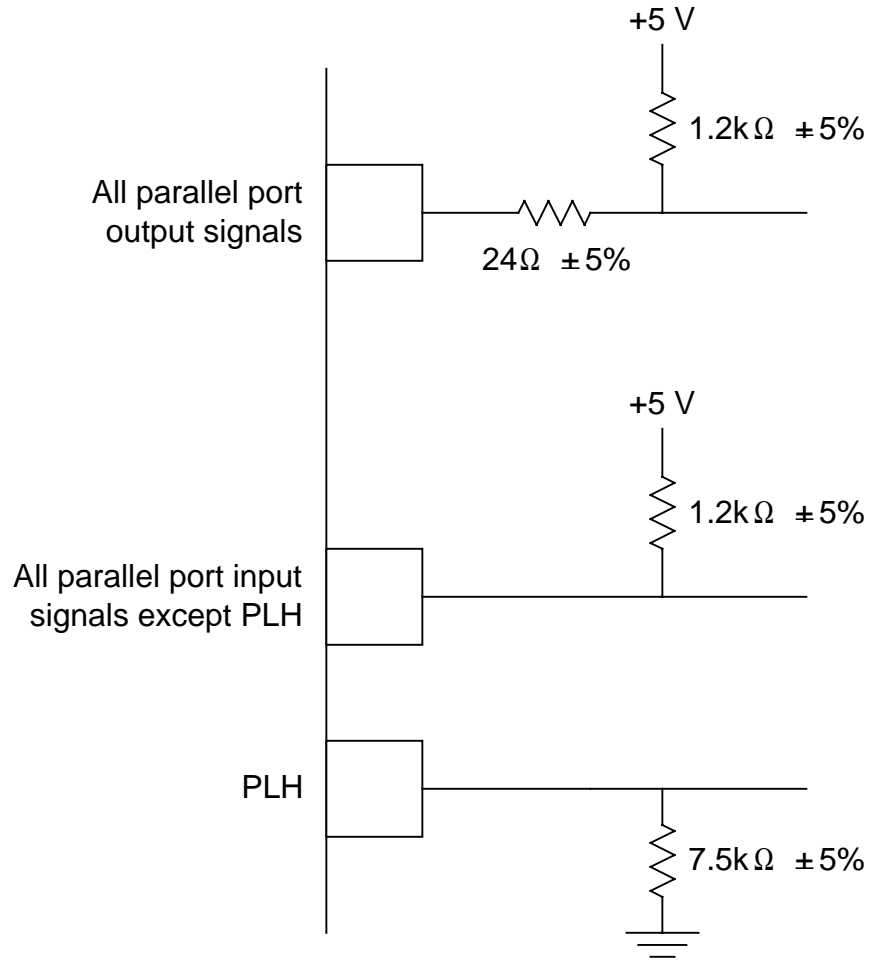 +5 V
1.2kΩ ±5%
All parallel port
output signals
24Ω ±5%
+5 V
1.2kΩ ±5%
All parallel port input
signals except PLH
PLH
7.5kΩ ±5%